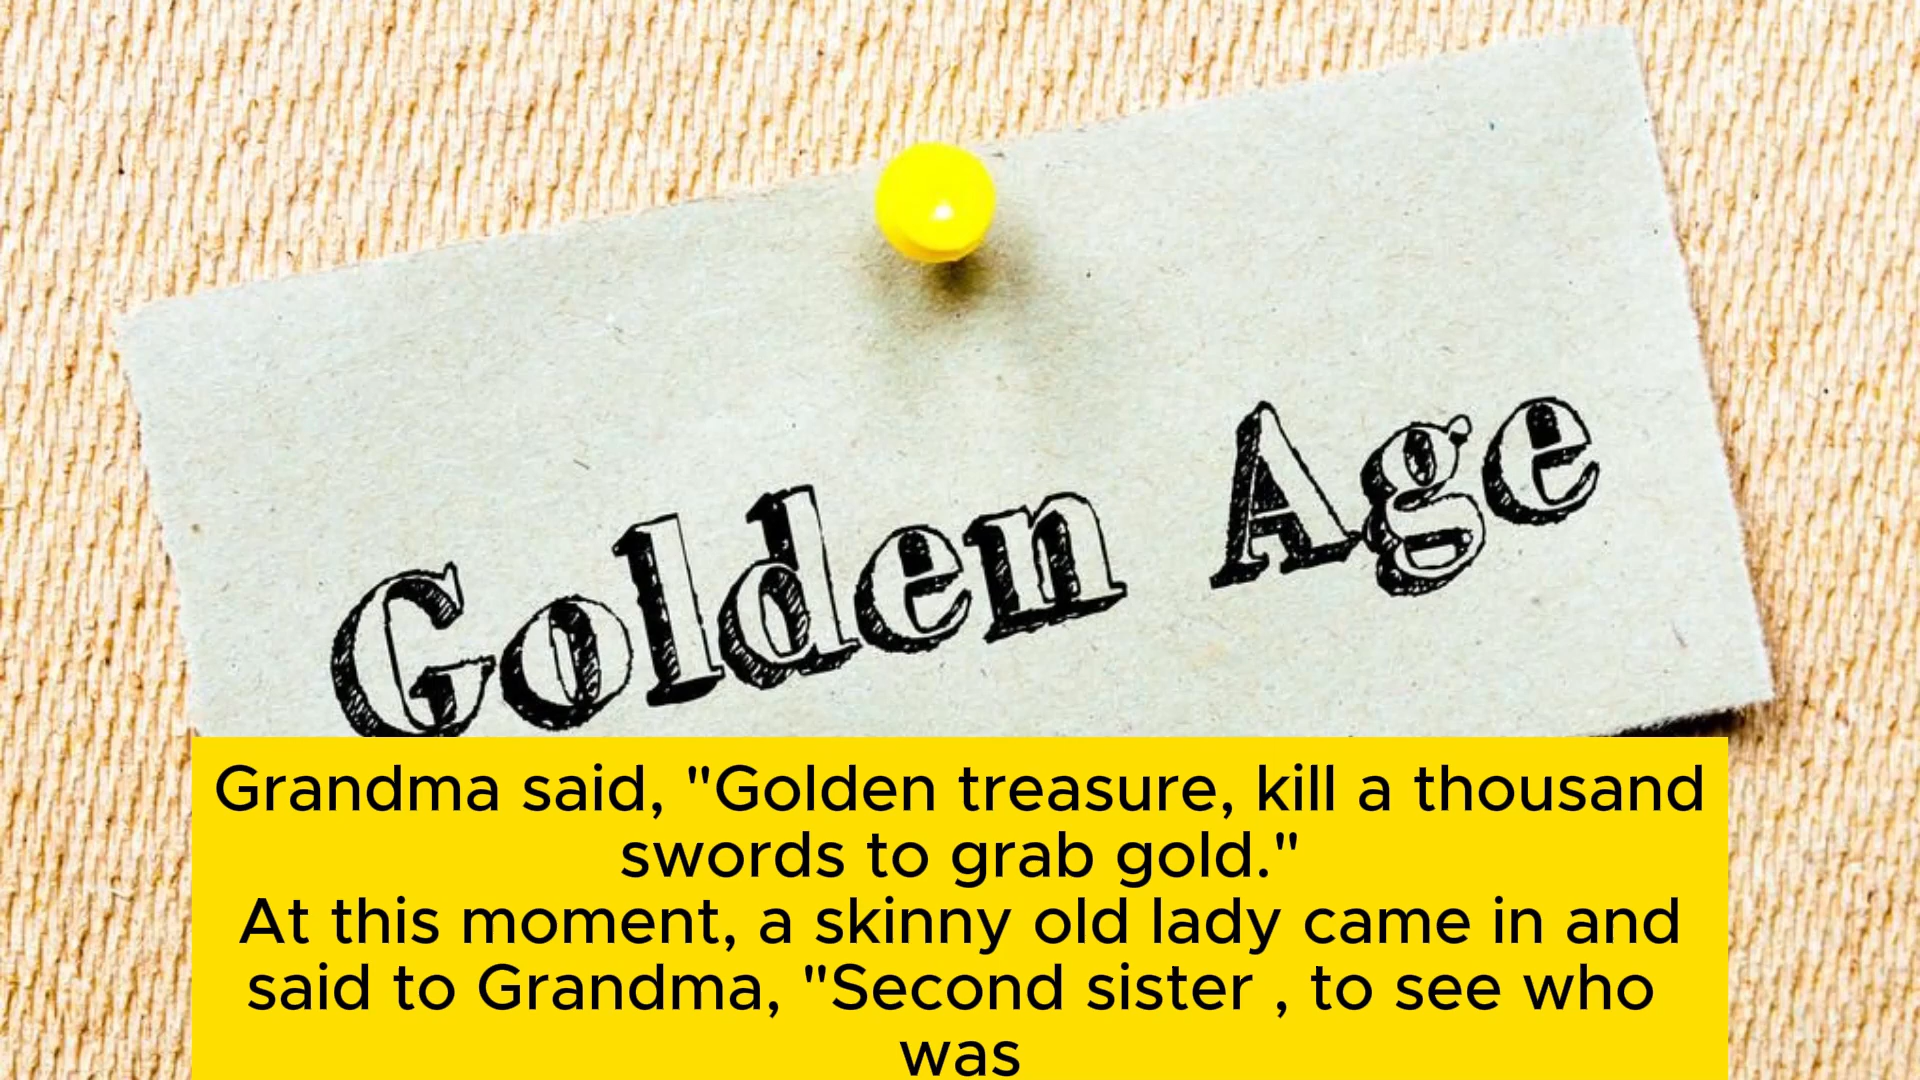 Golden Age
Grandma said, "Golden treasure, kill a thousand
swords to grab gold."
At this moment, a skinny old lady came in and
said to Grandma, "Second sister , to see who
was